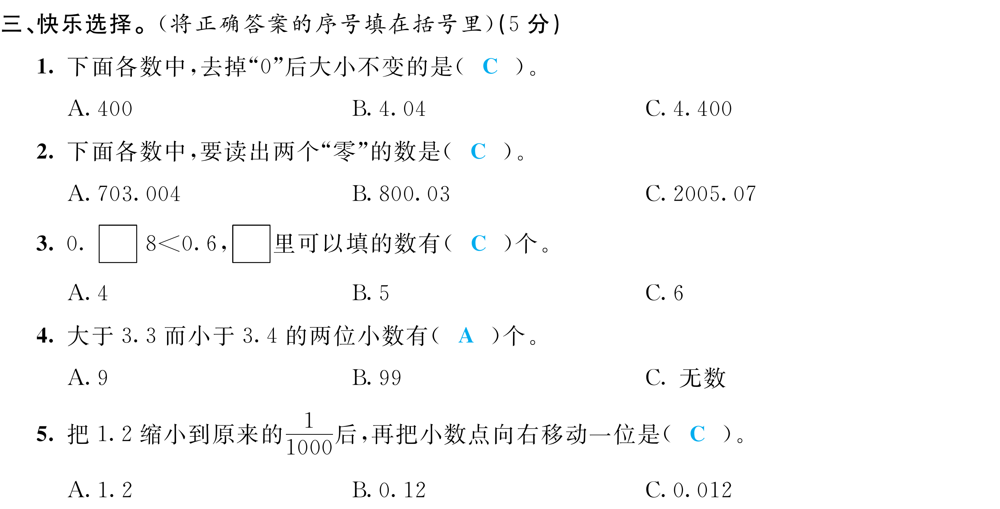 三、快乐选择。(将正确答案的序号填在括号里)(5 分)
1. 下面各数中,去掉“0”后大小不变的是( C )。
A. 400 B. 4.04 C. 4.400
2. 下面各数中,要读出两个“零”的数是( C )。
A. 703.004 B. 800.03 C. 2005.07
3. 0.□8<0.6,□里可以填的数有( C )个。
A. 4 B. 5 C. 6
4. 大于 3.3 而小于 3.4 的两位小数有( A )个。
A. 9 B. 99 C. 无数
5. 把 1.2 缩小到原来的1/1000后,再把小数点向右移动一位是( C )。
A. 1.2 B. 0.12 C. 0.012